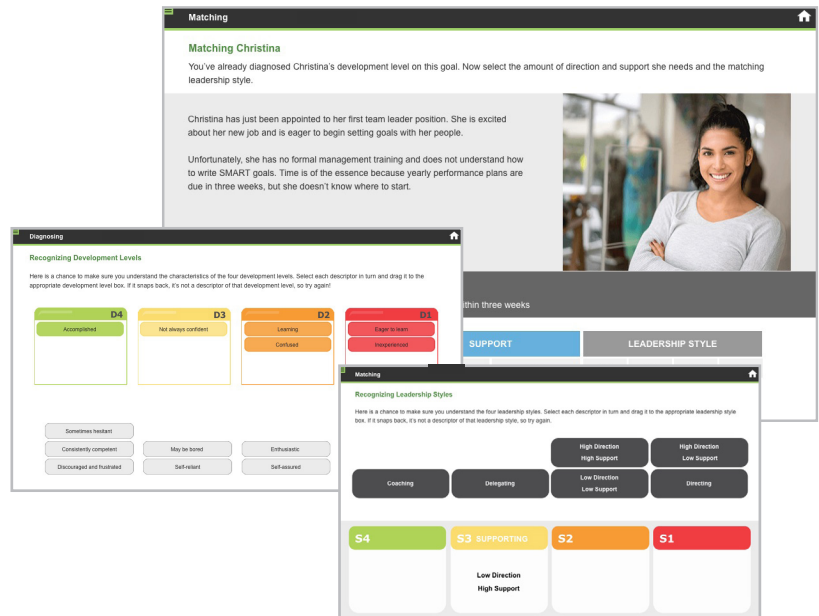 Matching
Matching Christina
You've already diagnosed Christina's development level on this goal. Now select the amount of direction and support she needs and the matching
leadership style.
Christina has just been appointed to her first team leader position. She is excited
about her new job and is eager to begin setting goals with her people.
Unfortunately, she has no formal management training and does not understand how
to write SMART goals. Time is of the essence because yearly performance plans are
due in three weeks, but she doesn't know where to start.
within three weeks
SUPPORT
LEADERSHIP STYLE
Diagnosing
Recognizing Development Levels
Here is a chance to make sure you understand the characteristics of the four development levels. Select each descriptor in turn and drag it to the
appropriate development level box. If it snaps back, it's not a descriptor of that development level, so try again!
D4
D3
D2
D1
Accomplished
Not always confident
Learning
Eager to learn
Confused
Inexperienced
Sometimes hesitant
Consistently competent
May be bored
Enthusiastic
Discouraged and frustrated
Self-reliant
Self-assured
Matching
Recognizing Leadership Styles
Here is a chance to make sure you understand the four leadership styles. Select each descriptor in turn and drag it to the appropriate leadership style
box. If it snaps back, it's not a descriptor of that leadership style, so try again.
High Direction
High Support
High Direction
Low Support
Coaching
Delegating
Low Direction
Low Support
Directing
S4
S3 SUPPORTING
S2
S1
Low Direction
High Support